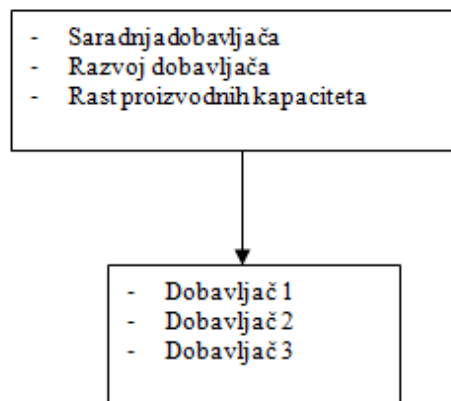 - Saradnja dobavljača
- Razvoj dobavljača
- Rast proizvodnih kapaciteta
- Dobavljač 1
- Dobavljač 2
- Dobavljač 3